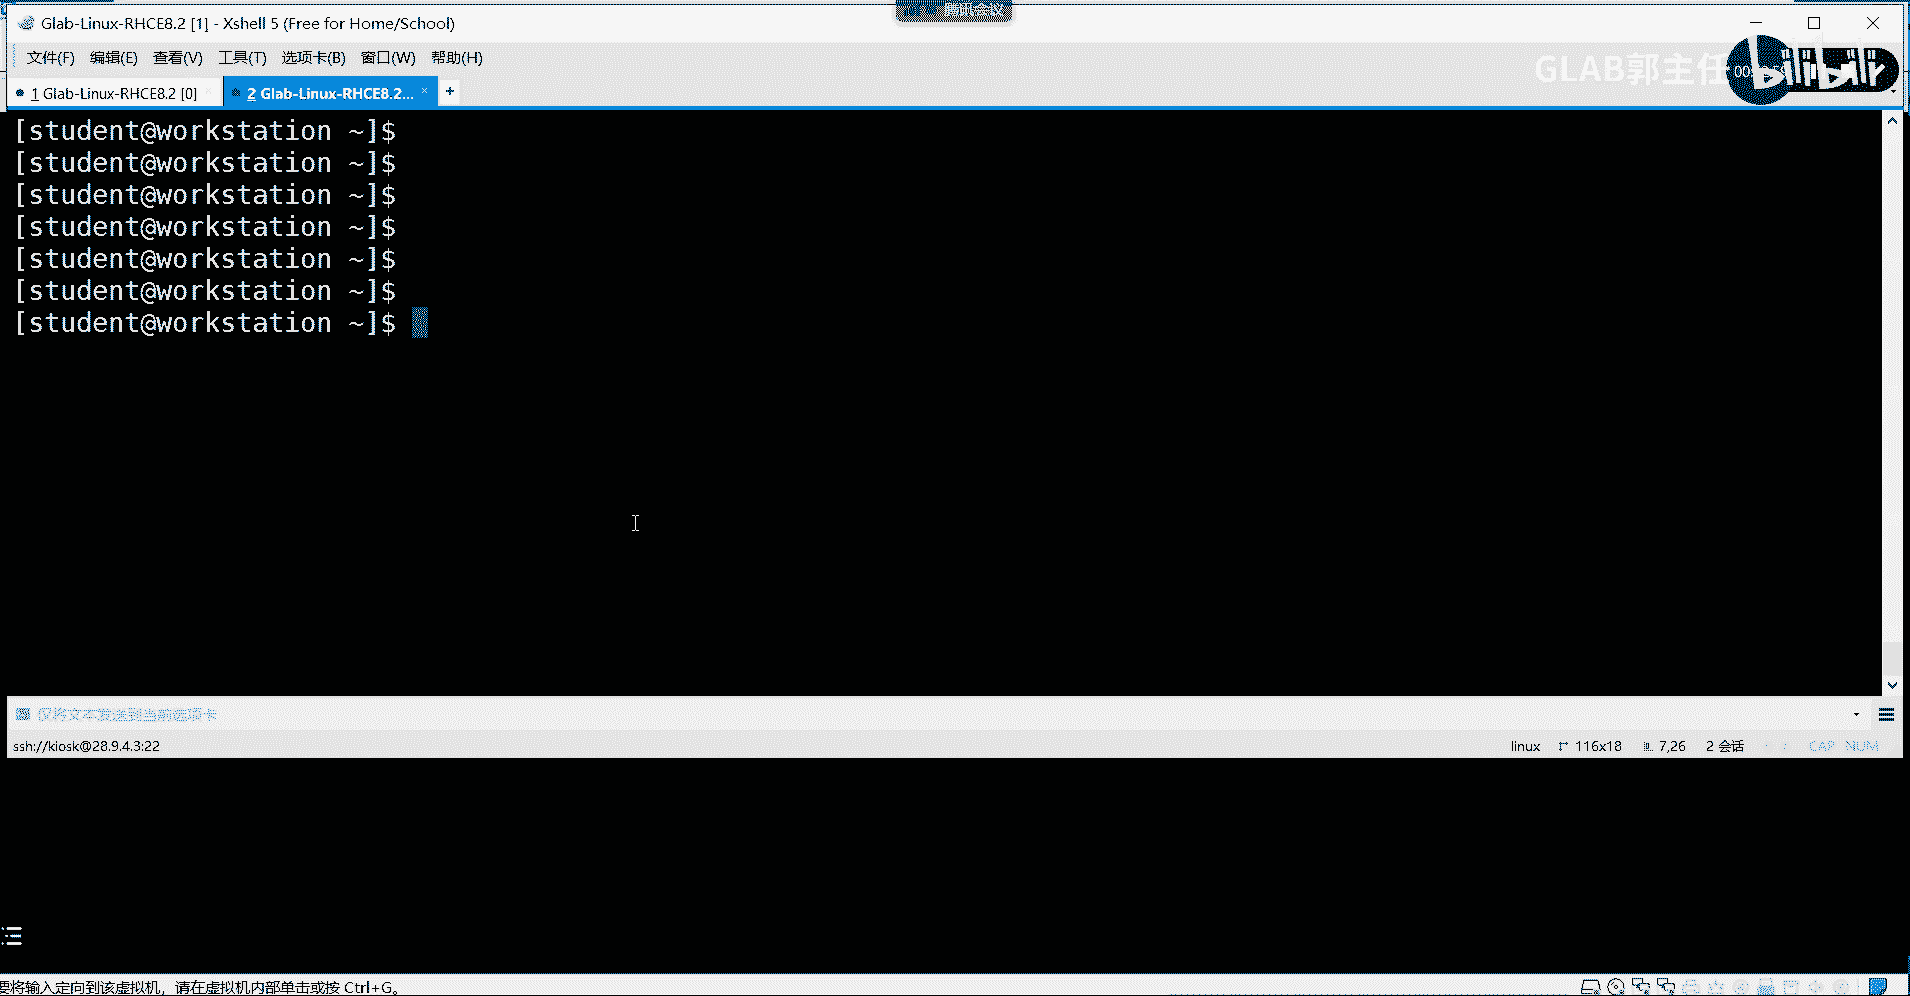 腾讯会议
Glab-Linux-RHCE8.2 [1] - Xshell 5 (Free for Home/School)
文件(F) 编辑(E) 查看(V) 工具(T) 选项卡(B) 窗口(W) 帮助(H)
GLAB郭主任
bilibili
1 Glab-Linux-RHCE8.2 [0] × 2 Glab-Linux-RHCE8.2... × +
[student@workstation ~]$
[student@workstation ~]$
[student@workstation ~]$
[student@workstation ~]$
[student@workstation ~]$
[student@workstation ~]$
[student@workstation ~]$
仅将文本发送到当前选项卡
ssh://kiosk@28.9.4.3:22 linux 116x18 7,26 2 会话 CAP NUM
要将输入定向到该虚拟机，请在虚拟机内部单击或按 Ctrl+G。